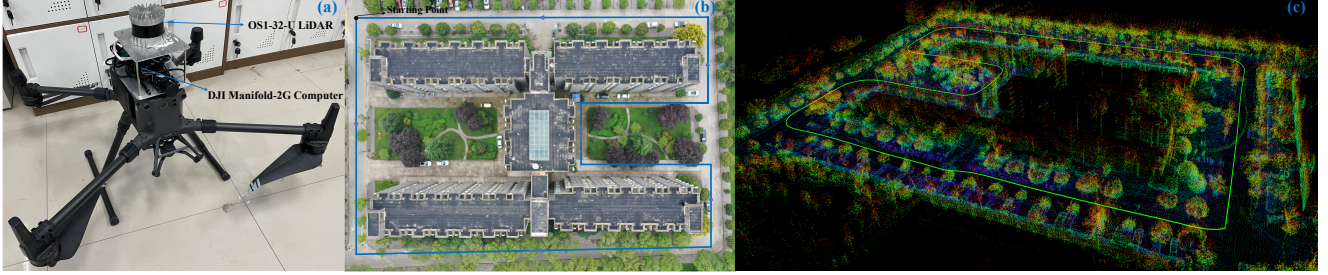 (a)
OS1-32-U LiDAR
DJI Manifold-2G Computer
Starting Point
(b)
(c)